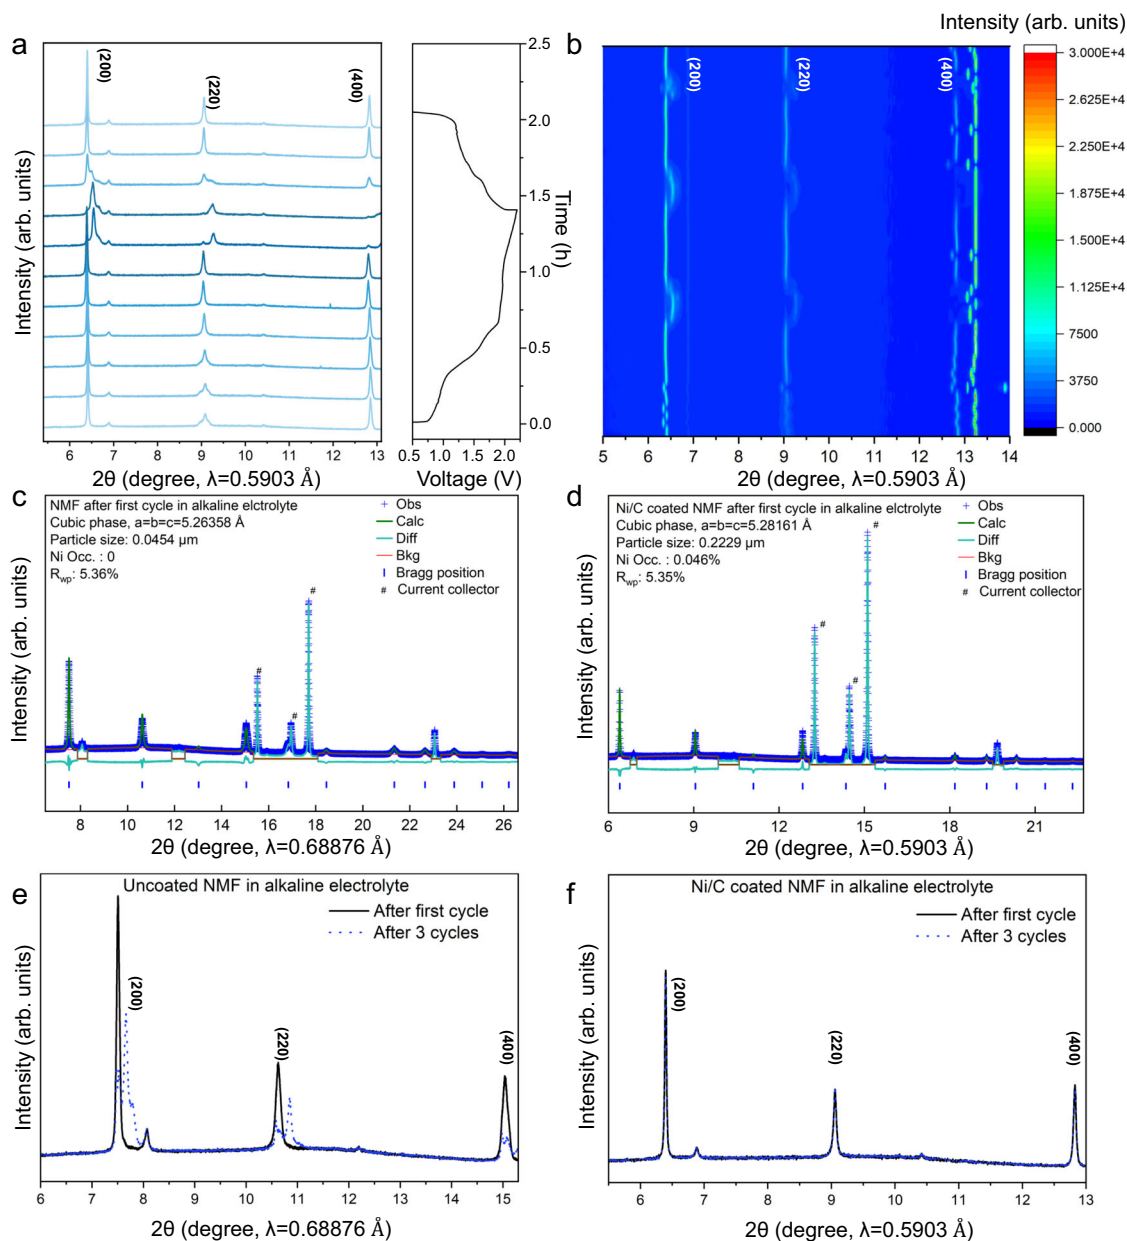 a
Intensity (arb. units)
(200)
(220)
(400)
6 7 8 9 10 11 12 13
2θ (degree, λ=0.5903 Å)
2.5
2.0
1.5
1.0
0.5
0.0
Time (h)
0.5 1.0 1.5 2.0
Voltage (V)
b
Intensity (arb. units)
(200)
(220)
(400)
3.000E+4
2.625E+4
2.250E+4
1.875E+4
1.500E+4
1.125E+4
7500
3750
0.000
5 6 7 8 9 10 11 12 13 14
2θ (degree, λ=0.5903 Å)
c
NMF after first cycle in alkaline elctrolyte
Cubic phase, a=b=c=5.26358 Å
Particle size: 0.0454 μm
Ni Occ. : 0
Rwp: 5.36%
Obs
Calc
Diff
Bkg
Bragg position
# Current collector
#
#
#
Intensity (arb. units)
8 10 12 14 16 18 20 22 24 26
2θ (degree, λ=0.68876 Å)
d
Ni/C coated NMF after first cycle in alkaline elctrolyte
Cubic phase, a=b=c=5.28161 Å
Particle size: 0.2229 μm
Ni Occ. : 0.046%
Rwp: 5.35%
Obs
Calc
Diff
Bkg
Bragg position
# Current collector
#
#
#
Intensity (arb. units)
6 9 12 15 18 21
2θ (degree, λ=0.5903 Å)
e
Uncoated NMF in alkaline electrolyte
After first cycle
After 3 cycles
(200)
(220)
(400)
Intensity (arb. units)
6 7 8 9 10 11 12 13 14 15
2θ (degree, λ=0.68876 Å)
f
Ni/C coated NMF in alkaline electrolyte
After first cycle
After 3 cycles
(200)
(220)
(400)
Intensity (arb. units)
6 7 8 9 10 11 12 13
2θ (degree, λ=0.5903 Å)